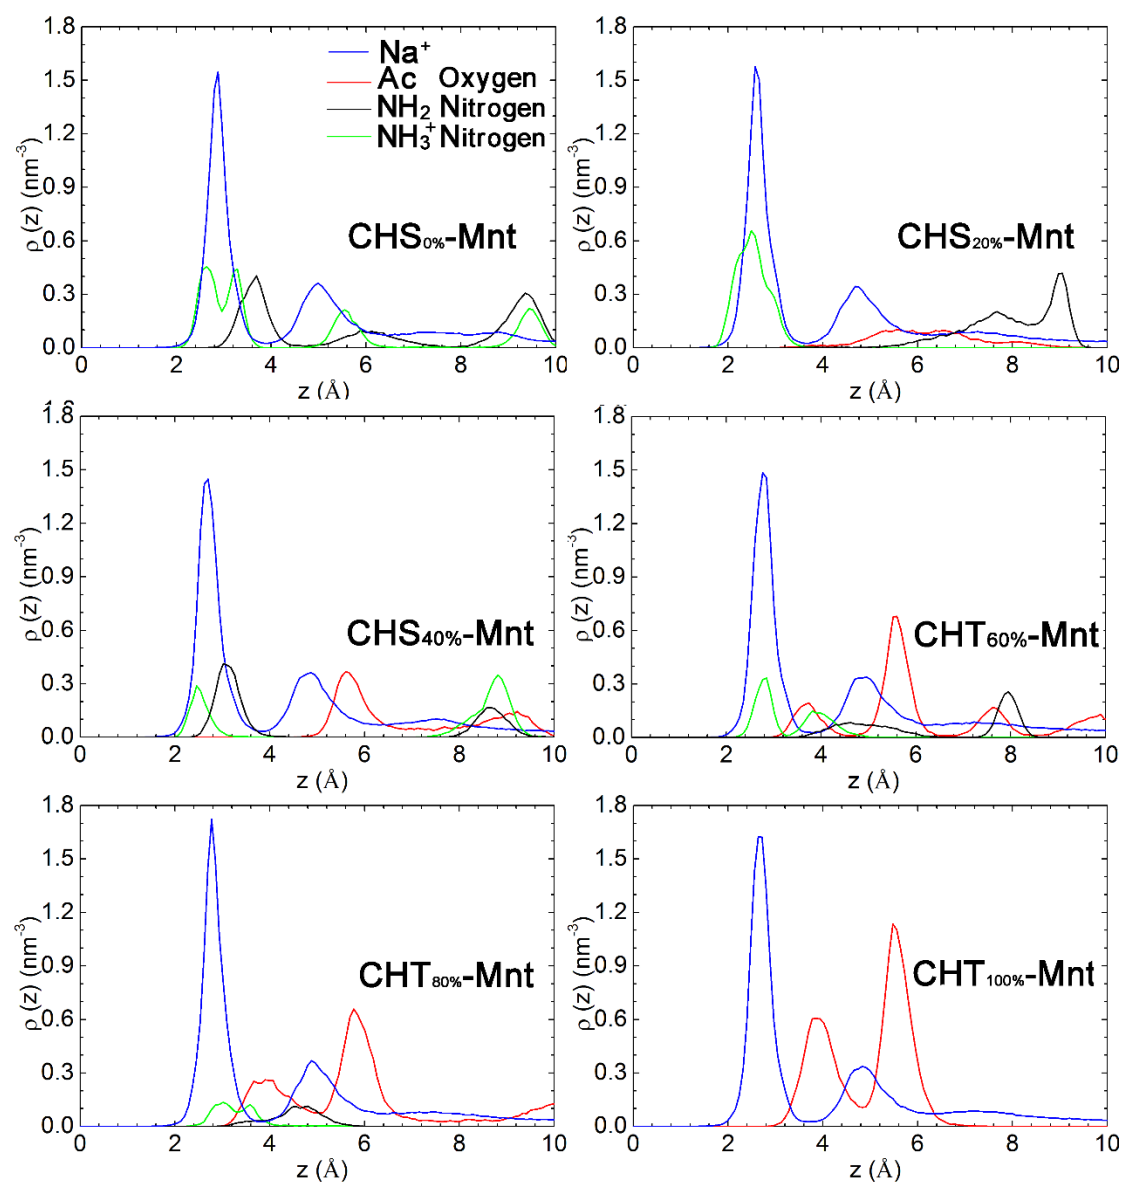 1.8
1.5
1.2
0.9
0.6
0.3
0.0
0 2 4 6 8 10
ρ (z) (nm⁻³)
z (Å)
Na⁺
Ac Oxygen
NH₂ Nitrogen
NH₃⁺ Nitrogen
CHS₀%-Mnt
1.8
1.5
1.2
0.9
0.6
0.3
0.0
0 2 4 6 8 10
ρ (z) (nm⁻³)
z (Å)
CHS₂₀%-Mnt
1.8
1.5
1.2
0.9
0.6
0.3
0.0
0 2 4 6 8 10
ρ (z) (nm⁻³)
z (Å)
CHS₄₀%-Mnt
1.5
1.2
0.9
0.6
0.3
0.0
0 2 4 6 8 10
ρ (z) (nm⁻³)
z (Å)
CHT₆₀%-Mnt
1.8
1.5
1.2
0.9
0.6
0.3
0.0
0 2 4 6 8 10
ρ (z) (nm⁻³)
z (Å)
CHT₈₀%-Mnt
1.8
1.5
1.2
0.9
0.6
0.3
0.0
0 2 4 6 8 10
ρ (z) (nm⁻³)
z (Å)
CHT₁₀₀%-Mnt